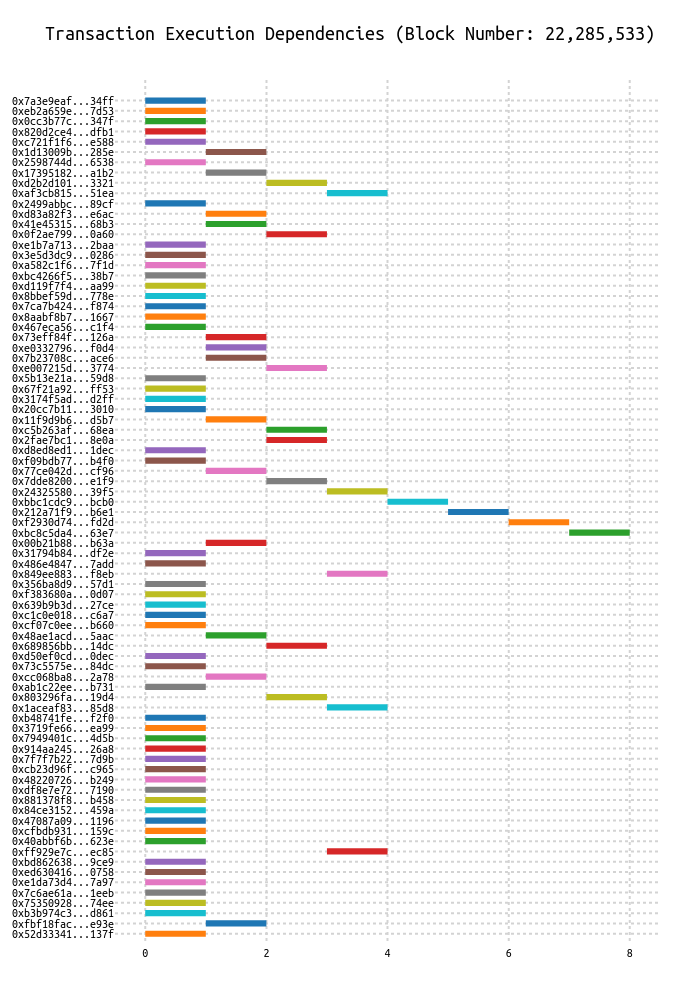 Transaction Execution Dependencies (Block Number: 22,285,533)
0x7a3e9eaf...34ff
0xeb2a659e...7d53
0x0cc3b77c...347f
0x820d2ce4...dfb1
0xc721f1f6...e588
0x1d13009b...285e
0x2598744d...6538
0x17395182...a1b2
0xd2b2d101...3321
0xaf3cb815...51ea
0x2499abbc...89cf
0xd83a82f3...e6ac
0x41e45315...68b3
0x0f2ae799...0a60
0xe1b7a713...2baa
0x3e5d3dc9...0286
0xa582c1f6...7f1d
0xbc4266f5...38b7
0xd119f7f4...aa99
0x8bbef59d...778e
0x7ca7b424...f874
0x8aabf8b7...1667
0x467eca56...c1f4
0x73eff84f...126a
0xe0332796...f0d4
0x7b23708c...ace6
0xe007215d...3774
0x5b13e21a...59d8
0x67f21a92...ff53
0x3174f5ad...d2ff
0x20cc7b11...3010
0x11f9d9b6...d5b7
0xc5b263af...68ea
0x2fae7bc1...8e0a
0xd8ed8ed1...1dec
0xf09bdb77...b4f0
0x77ce042d...cf96
0x7dde8200...e1f9
0x24325580...39f5
0xbbc1cdc9...bcb0
0x212a71f9...b6e1
0xf2930d74...fd2d
0xbc8c5da4...63e7
0x00b21b88...b63a
0x31794b84...df2e
0x486e4847...7add
0x849ee883...f8eb
0x356ba8d9...57d1
0xf383680a...0d07
0x639b9b3d...27ce
0xc1c0e018...c6a7
0xcf07c0ee...b660
0x48ae1acd...5aac
0x689856bb...14dc
0xd50ef0cd...0dec
0x73c5575e...84dc
0xcc068ba8...2a78
0xab1c22ee...b731
0x803296fa...19d4
0x1aceaf83...85d8
0xb48741fe...f2f0
0x3719fe66...ea99
0x7949401c...4d5b
0x914aa245...26a8
0x7f7f7b22...7d9b
0xcb23d96f...c965
0x48220726...b249
0xdf8e7e72...7190
0x881378f8...b458
0x84ce3152...459a
0x47087a09...1196
0xcfbdb931...159c
0x40abbf6b...623e
0xff929e7c...ec85
0xbd862638...9ce9
0xed630416...0758
0xe1da73d4...7a97
0x7c6ae61a...1eeb
0x75350928...74ee
0xb3b974c3...d861
0xfbf18fac...e93e
0x52d33341...137f
0 2 4 6 8